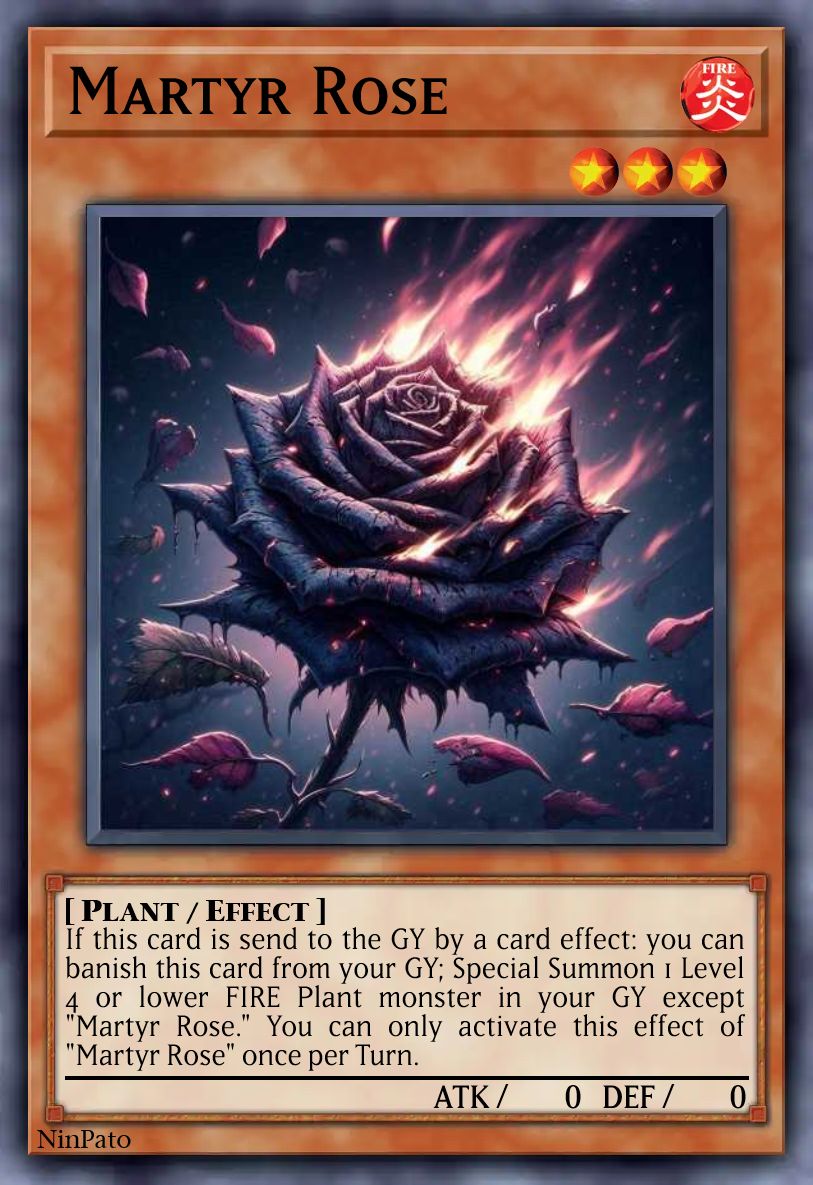 Martyr Rose
FIRE
炎
[ Plant / Effect ]
If this card is send to the GY by a card effect: you can
banish this card from your GY; Special Summon 1 Level
4 or lower FIRE Plant monster in your GY except
"Martyr Rose." You can only activate this effect of
"Martyr Rose" once per Turn.
ATK / 0 DEF / 0
NinPato